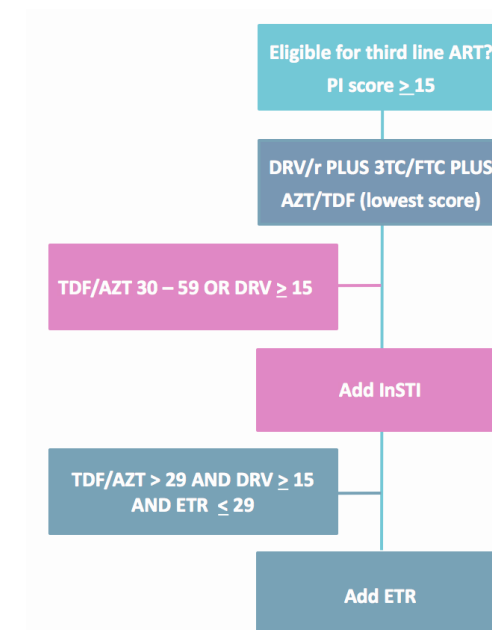 Eligible for third line ART?
PI score ≥ 15
DRV/r PLUS 3TC/FTC PLUS
AZT/TDF (lowest score)
TDF/AZT 30 – 59 OR DRV ≥ 15
Add InSTI
TDF/AZT > 29 AND DRV ≥ 15
AND ETR ≤ 29
Add ETR